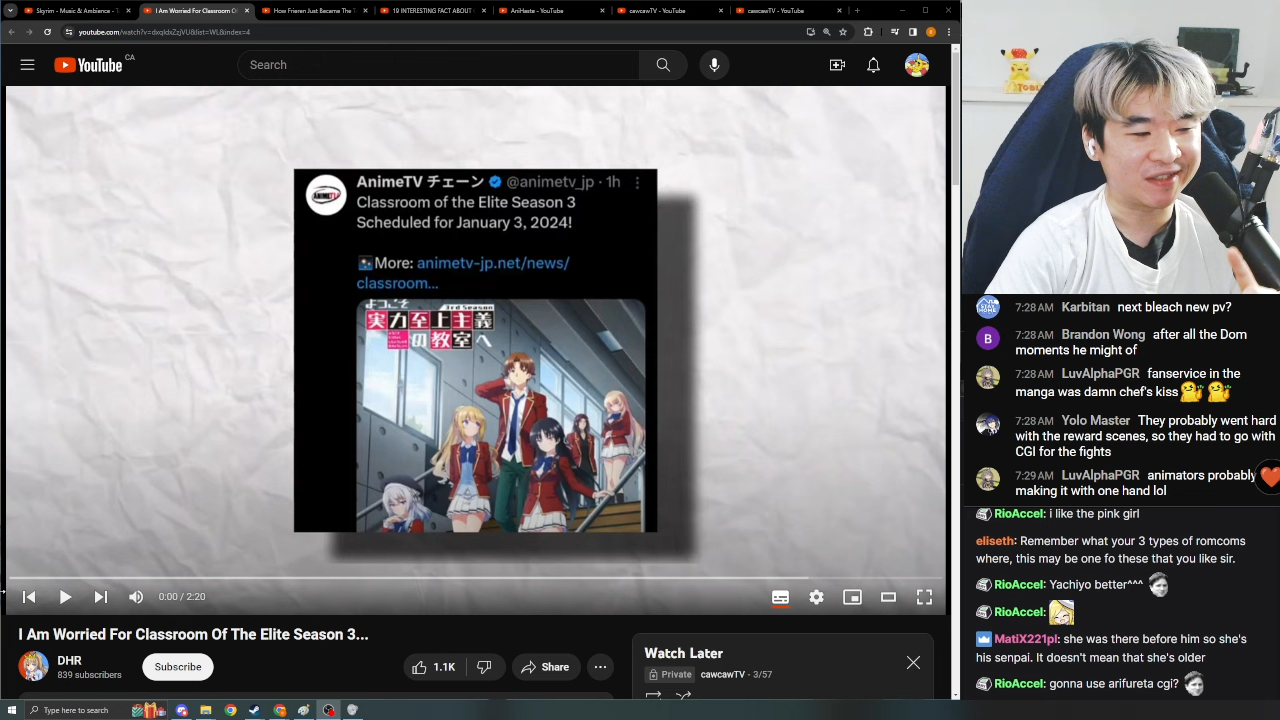 Skyrim - Music & Ambience - T
I Am Worried For Classroom O
How Frieren Just Became The T
19 INTERESTING FACT ABOUT
AniHasta - YouTube
cawcawTV - YouTube
cawcawTV - YouTube
YouTube CA
Search
AnimeTV チェーン @animetv_jp · 1h
Classroom of the Elite Season 3
Scheduled for January 3, 2024!
More: animetv-jp.net/news/
classroom...
ようこそ 3rd Season
実力至上主義
の教室へ
0:00 / 2:20
I Am Worried For Classroom Of The Elite Season 3...
DHR
839 subscribers
Subscribe
1.1K
Share
Watch Later
Private cawcawTV - 3/57
Type here to search
7:28 AM Karbitan next bleach new pv?
7:28 AM Brandon Wong after all the Dom
moments he might of
7:28 AM LuvAlphaPGR fanservice in the
manga was damn chef's kiss
7:28 AM Yolo Master They probably went hard
with the reward scenes, so they had to go with
CGI for the fights
7:29 AM LuvAlphaPGR animators probably
making it with one hand lol
RioAccel: i like the pink girl
eliseth: Remember what your 3 types of romcoms
where, this may be one fo these that you like sir.
RioAccel: Yachiyo better^^^
RioAccel:
MatiX221pl: she was there before him so she's
his senpai. It doesn't mean that she's older
RioAccel: gonna use arifureta cgi?